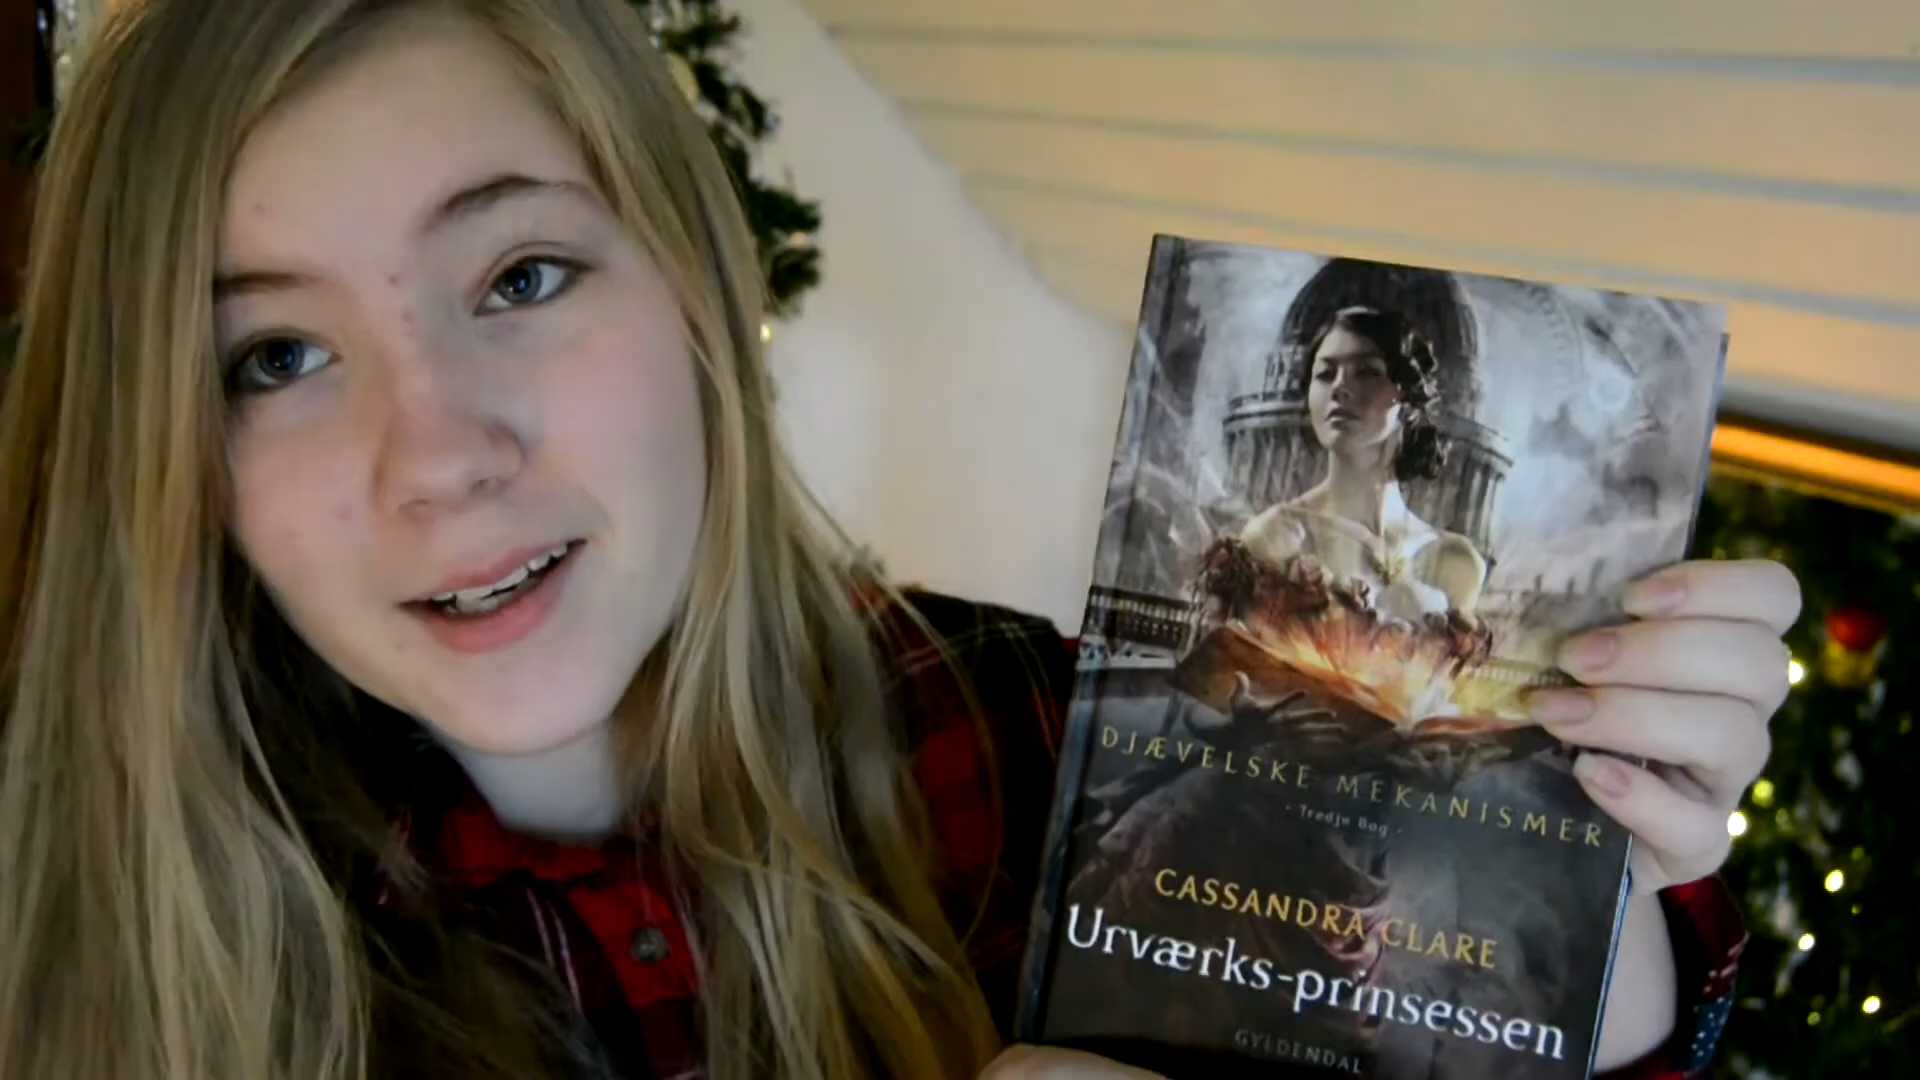 DJÆVELSKE MEKANISMER
· Tredje Bog ·
CASSANDRA CLARE
Urværks-prinsessen
GYLDENDAL